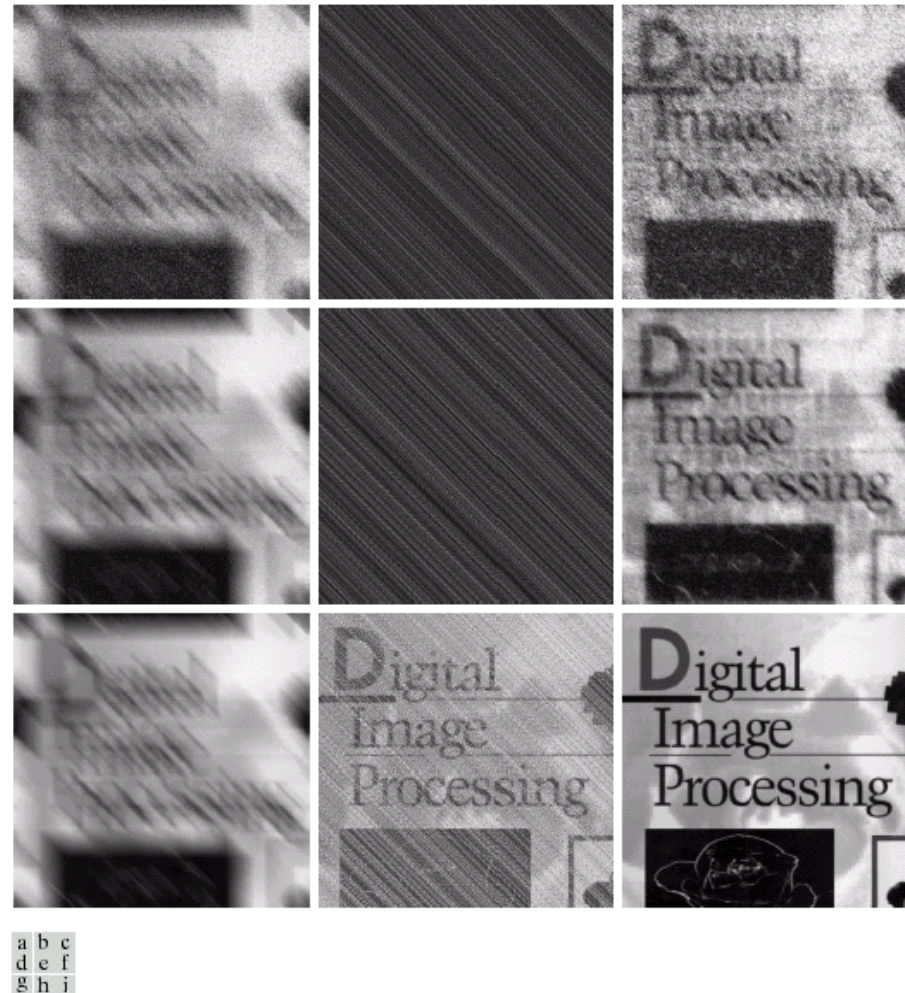 Digital
Image
Processing
Digital
Image
Processing
Digital
Image
Processing
Digital
Image
Processing
a b c
d e f
g h i